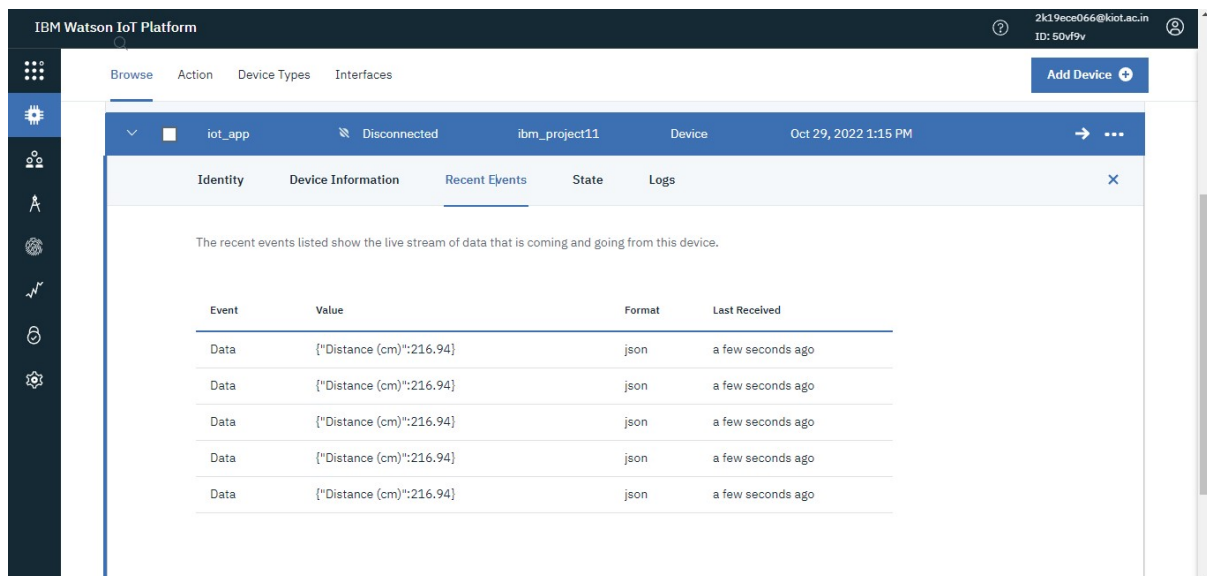 IBM Watson IoT Platform
2k19ece066@kiot.ac.in
ID: 50vf9v
Browse Action Device Types Interfaces Add Device
iot_app Disconnected ibm_project11 Device Oct 29, 2022 1:15 PM
Identity Device Information Recent Events State Logs
The recent events listed show the live stream of data that is coming and going from this device.
Event Value Format Last Received
Data {"Distance (cm)":216.94} json a few seconds ago
Data {"Distance (cm)":216.94} json a few seconds ago
Data {"Distance (cm)":216.94} json a few seconds ago
Data {"Distance (cm)":216.94} json a few seconds ago
Data {"Distance (cm)":216.94} json a few seconds ago